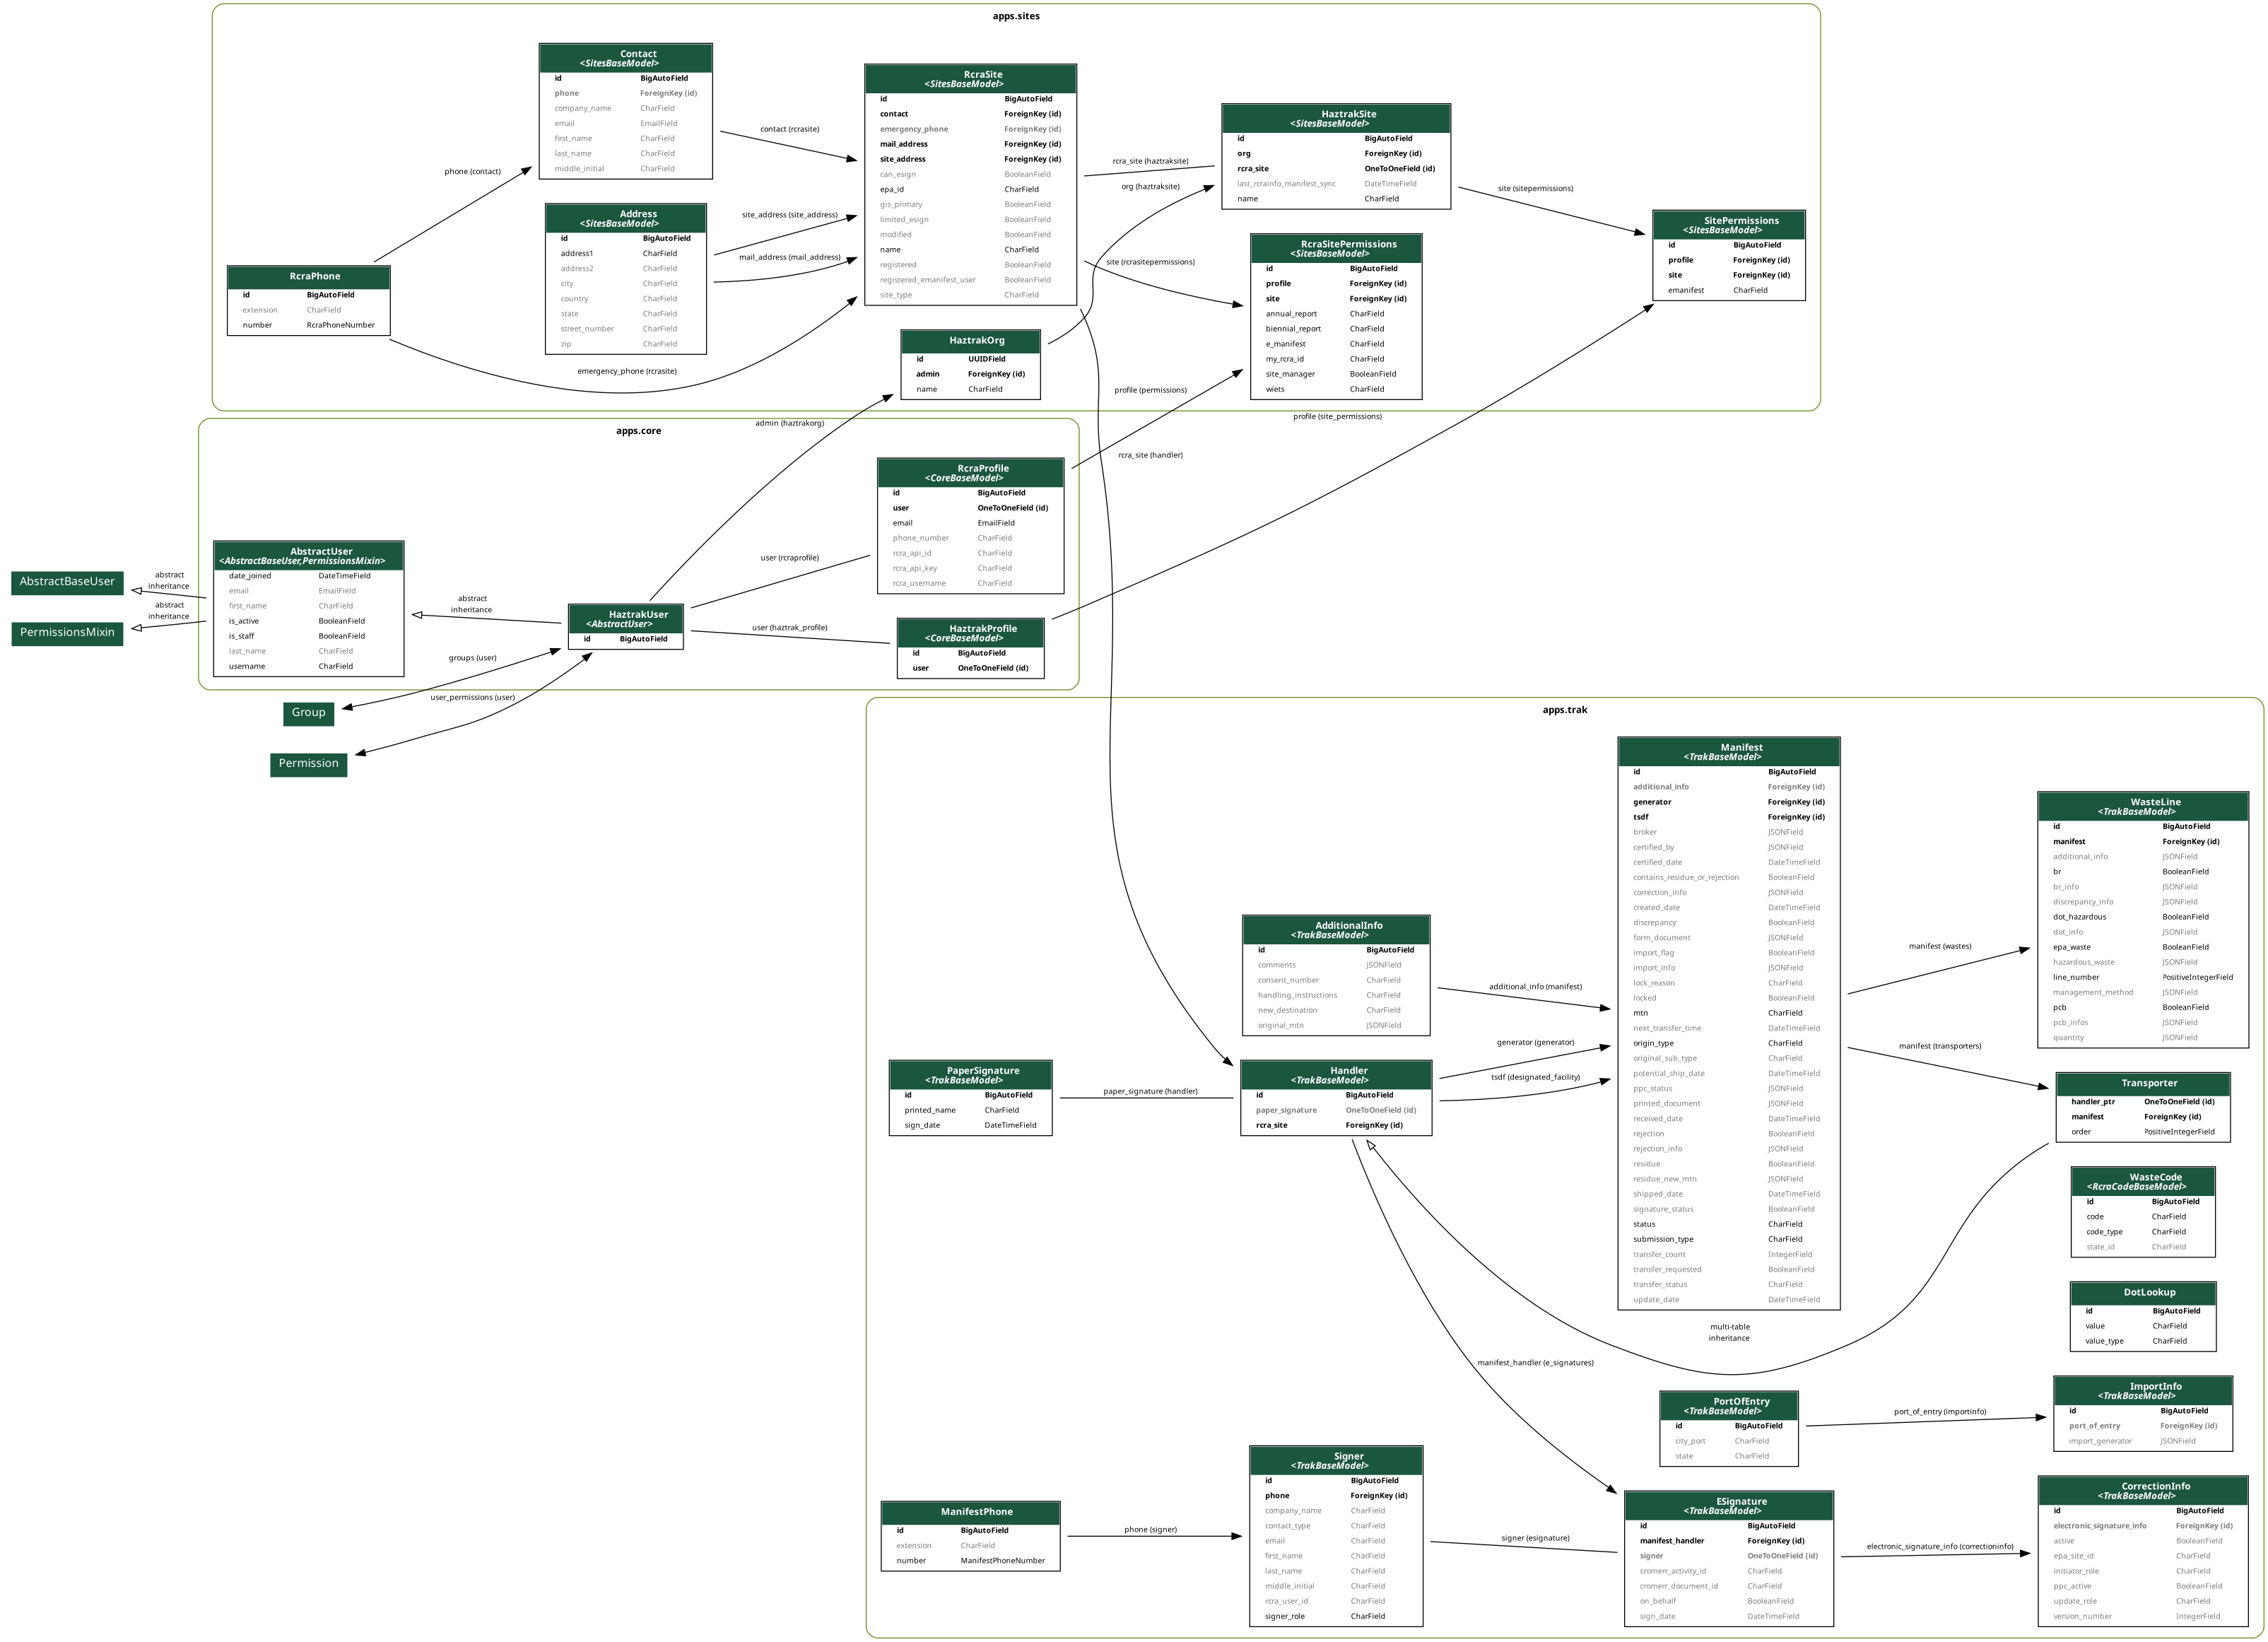 apps.sites
Contact
<SitesBaseModel>
id BigAutoField
phone ForeignKey (id)
company_name CharField
email EmailField
first_name CharField
last_name CharField
middle_initial CharField
Address
<SitesBaseModel>
id BigAutoField
address1 CharField
address2 CharField
city CharField
country CharField
state CharField
street_number CharField
zip CharField
RcraPhone
id BigAutoField
extension CharField
number RcraPhoneNumber
RcraSite
<SitesBaseModel>
id BigAutoField
contact ForeignKey (id)
emergency_phone ForeignKey (id)
mail_address ForeignKey (id)
site_address ForeignKey (id)
can_esign BooleanField
epa_id CharField
gis_primary BooleanField
limited_esign BooleanField
modified BooleanField
name CharField
registered BooleanField
registered_emanifest_user BooleanField
site_type CharField
HaztrakOrg
id UUIDField
admin ForeignKey (id)
name CharField
HaztrakSite
<SitesBaseModel>
id BigAutoField
org ForeignKey (id)
rcra_site OneToOneField (id)
last_rcrainfo_manifest_sync DateTimeField
name CharField
RcraSitePermissions
<SitesBaseModel>
id BigAutoField
profile ForeignKey (id)
site ForeignKey (id)
annual_report CharField
biennial_report CharField
e_manifest CharField
my_rcra_id CharField
site_manager BooleanField
wiets CharField
SitePermissions
<SitesBaseModel>
id BigAutoField
profile ForeignKey (id)
site ForeignKey (id)
emanifest CharField
phone (contact)
contact (rcrasite)
site_address (site_address)
mail_address (mail_address)
emergency_phone (rcrasite)
rcra_site (haztraksite)
org (haztraksite)
site (rcrasitepermissions)
site (sitepermissions)
profile (permissions)
profile (site_permissions)
admin (haztrakorg)
rcra_site (handler)
apps.core
AbstractBaseUser
PermissionsMixin
abstract
inheritance
abstract
inheritance
AbstractUser
<AbstractBaseUser,PermissionsMixin>
date_joined DateTimeField
email EmailField
first_name CharField
is_active BooleanField
is_staff BooleanField
last_name CharField
username CharField
abstract
inheritance
HaztrakUser
<AbstractUser>
id BigAutoField
groups (user)
user_permissions (user)
Group
Permission
user (rcraprofile)
user (haztrak_profile)
RcraProfile
<CoreBaseModel>
id BigAutoField
user OneToOneField (id)
email EmailField
phone_number CharField
rcra_api_id CharField
rcra_api_key CharField
rcra_username CharField
HaztrakProfile
<CoreBaseModel>
id BigAutoField
user OneToOneField (id)
apps.trak
PaperSignature
<TrakBaseModel>
id BigAutoField
printed_name CharField
sign_date DateTimeField
paper_signature (handler)
ManifestPhone
id BigAutoField
extension CharField
number ManifestPhoneNumber
phone (signer)
AdditionalInfo
<TrakBaseModel>
id BigAutoField
comments JSONField
consent_number CharField
handling_instructions CharField
new_destination CharField
original_mtn JSONField
Handler
<TrakBaseModel>
id BigAutoField
paper_signature OneToOneField (id)
rcra_site ForeignKey (id)
Signer
<TrakBaseModel>
id BigAutoField
phone ForeignKey (id)
company_name CharField
contact_type CharField
email CharField
first_name CharField
last_name CharField
middle_initial CharField
rcra_user_id CharField
signer_role CharField
additional_info (manifest)
generator (generator)
tsdf (designated_facility)
manifest_handler (e_signatures)
signer (esignature)
multi-table
inheritance
Manifest
<TrakBaseModel>
id BigAutoField
additional_info ForeignKey (id)
generator ForeignKey (id)
tsdf ForeignKey (id)
broker JSONField
certified_by JSONField
certified_date DateTimeField
contains_residue_or_rejection BooleanField
correction_info JSONField
created_date DateTimeField
discrepancy BooleanField
form_document JSONField
import_flag BooleanField
import_info JSONField
lock_reason CharField
locked BooleanField
mtn CharField
next_transfer_time DateTimeField
origin_type CharField
original_sub_type CharField
potential_ship_date DateTimeField
ppc_status JSONField
printed_document JSONField
received_date DateTimeField
rejection BooleanField
rejection_info JSONField
residue BooleanField
residue_new_mtn JSONField
shipped_date DateTimeField
signature_status BooleanField
status CharField
submission_type CharField
transfer_count IntegerField
transfer_requested BooleanField
transfer_status CharField
update_date DateTimeField
PortOfEntry
<TrakBaseModel>
id BigAutoField
city_port CharField
state CharField
ESignature
<TrakBaseModel>
id BigAutoField
manifest_handler ForeignKey (id)
signer OneToOneField (id)
cromerr_activity_id CharField
cromerr_document_id CharField
on_behalf BooleanField
sign_date DateTimeField
manifest (wastes)
manifest (transporters)
port_of_entry (importinfo)
electronic_signature_info (correctioninfo)
WasteLine
<TrakBaseModel>
id BigAutoField
manifest ForeignKey (id)
additional_info JSONField
br BooleanField
br_info JSONField
discrepancy_info JSONField
dot_hazardous BooleanField
dot_info JSONField
epa_waste BooleanField
hazardous_waste JSONField
line_number PositiveIntegerField
management_method JSONField
pcb BooleanField
pcb_infos JSONField
quantity JSONField
Transporter
handler_ptr OneToOneField (id)
manifest ForeignKey (id)
order PositiveIntegerField
WasteCode
<RcraCodeBaseModel>
id BigAutoField
code CharField
code_type CharField
state_id CharField
DotLookup
id BigAutoField
value CharField
value_type CharField
ImportInfo
<TrakBaseModel>
id BigAutoField
port_of_entry ForeignKey (id)
import_generator JSONField
CorrectionInfo
<TrakBaseModel>
id BigAutoField
electronic_signature_info ForeignKey (id)
active BooleanField
epa_site_id CharField
initiator_role CharField
ppc_active BooleanField
update_role CharField
version_number IntegerField